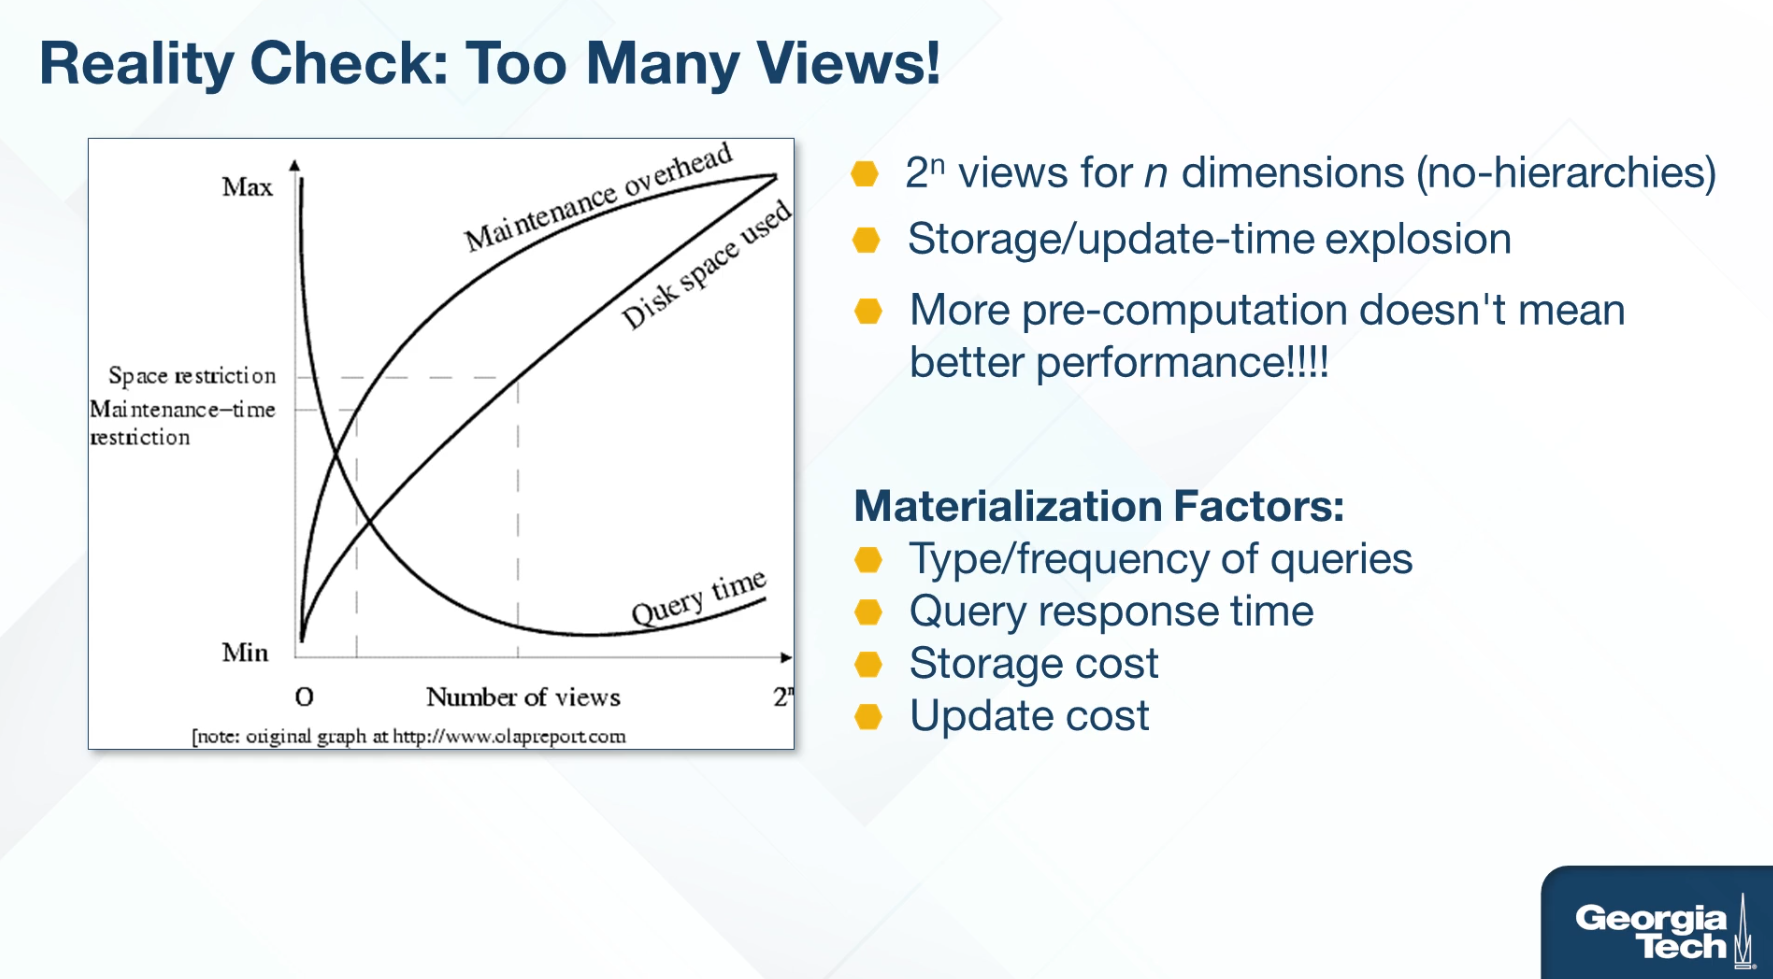 Reality Check: Too Many Views!
Max
Maintenance overhead
Disk space used
Space restriction
Maintenance-time
restriction
Query time
Min
O
Number of views
2ⁿ
[note: original graph at http://www.olapreport.com
2ⁿ views for n dimensions (no-hierarchies)
Storage/update-time explosion
More pre-computation doesn't mean
better performance!!!!
Materialization Factors:
Type/frequency of queries
Query response time
Storage cost
Update cost
Georgia
Tech